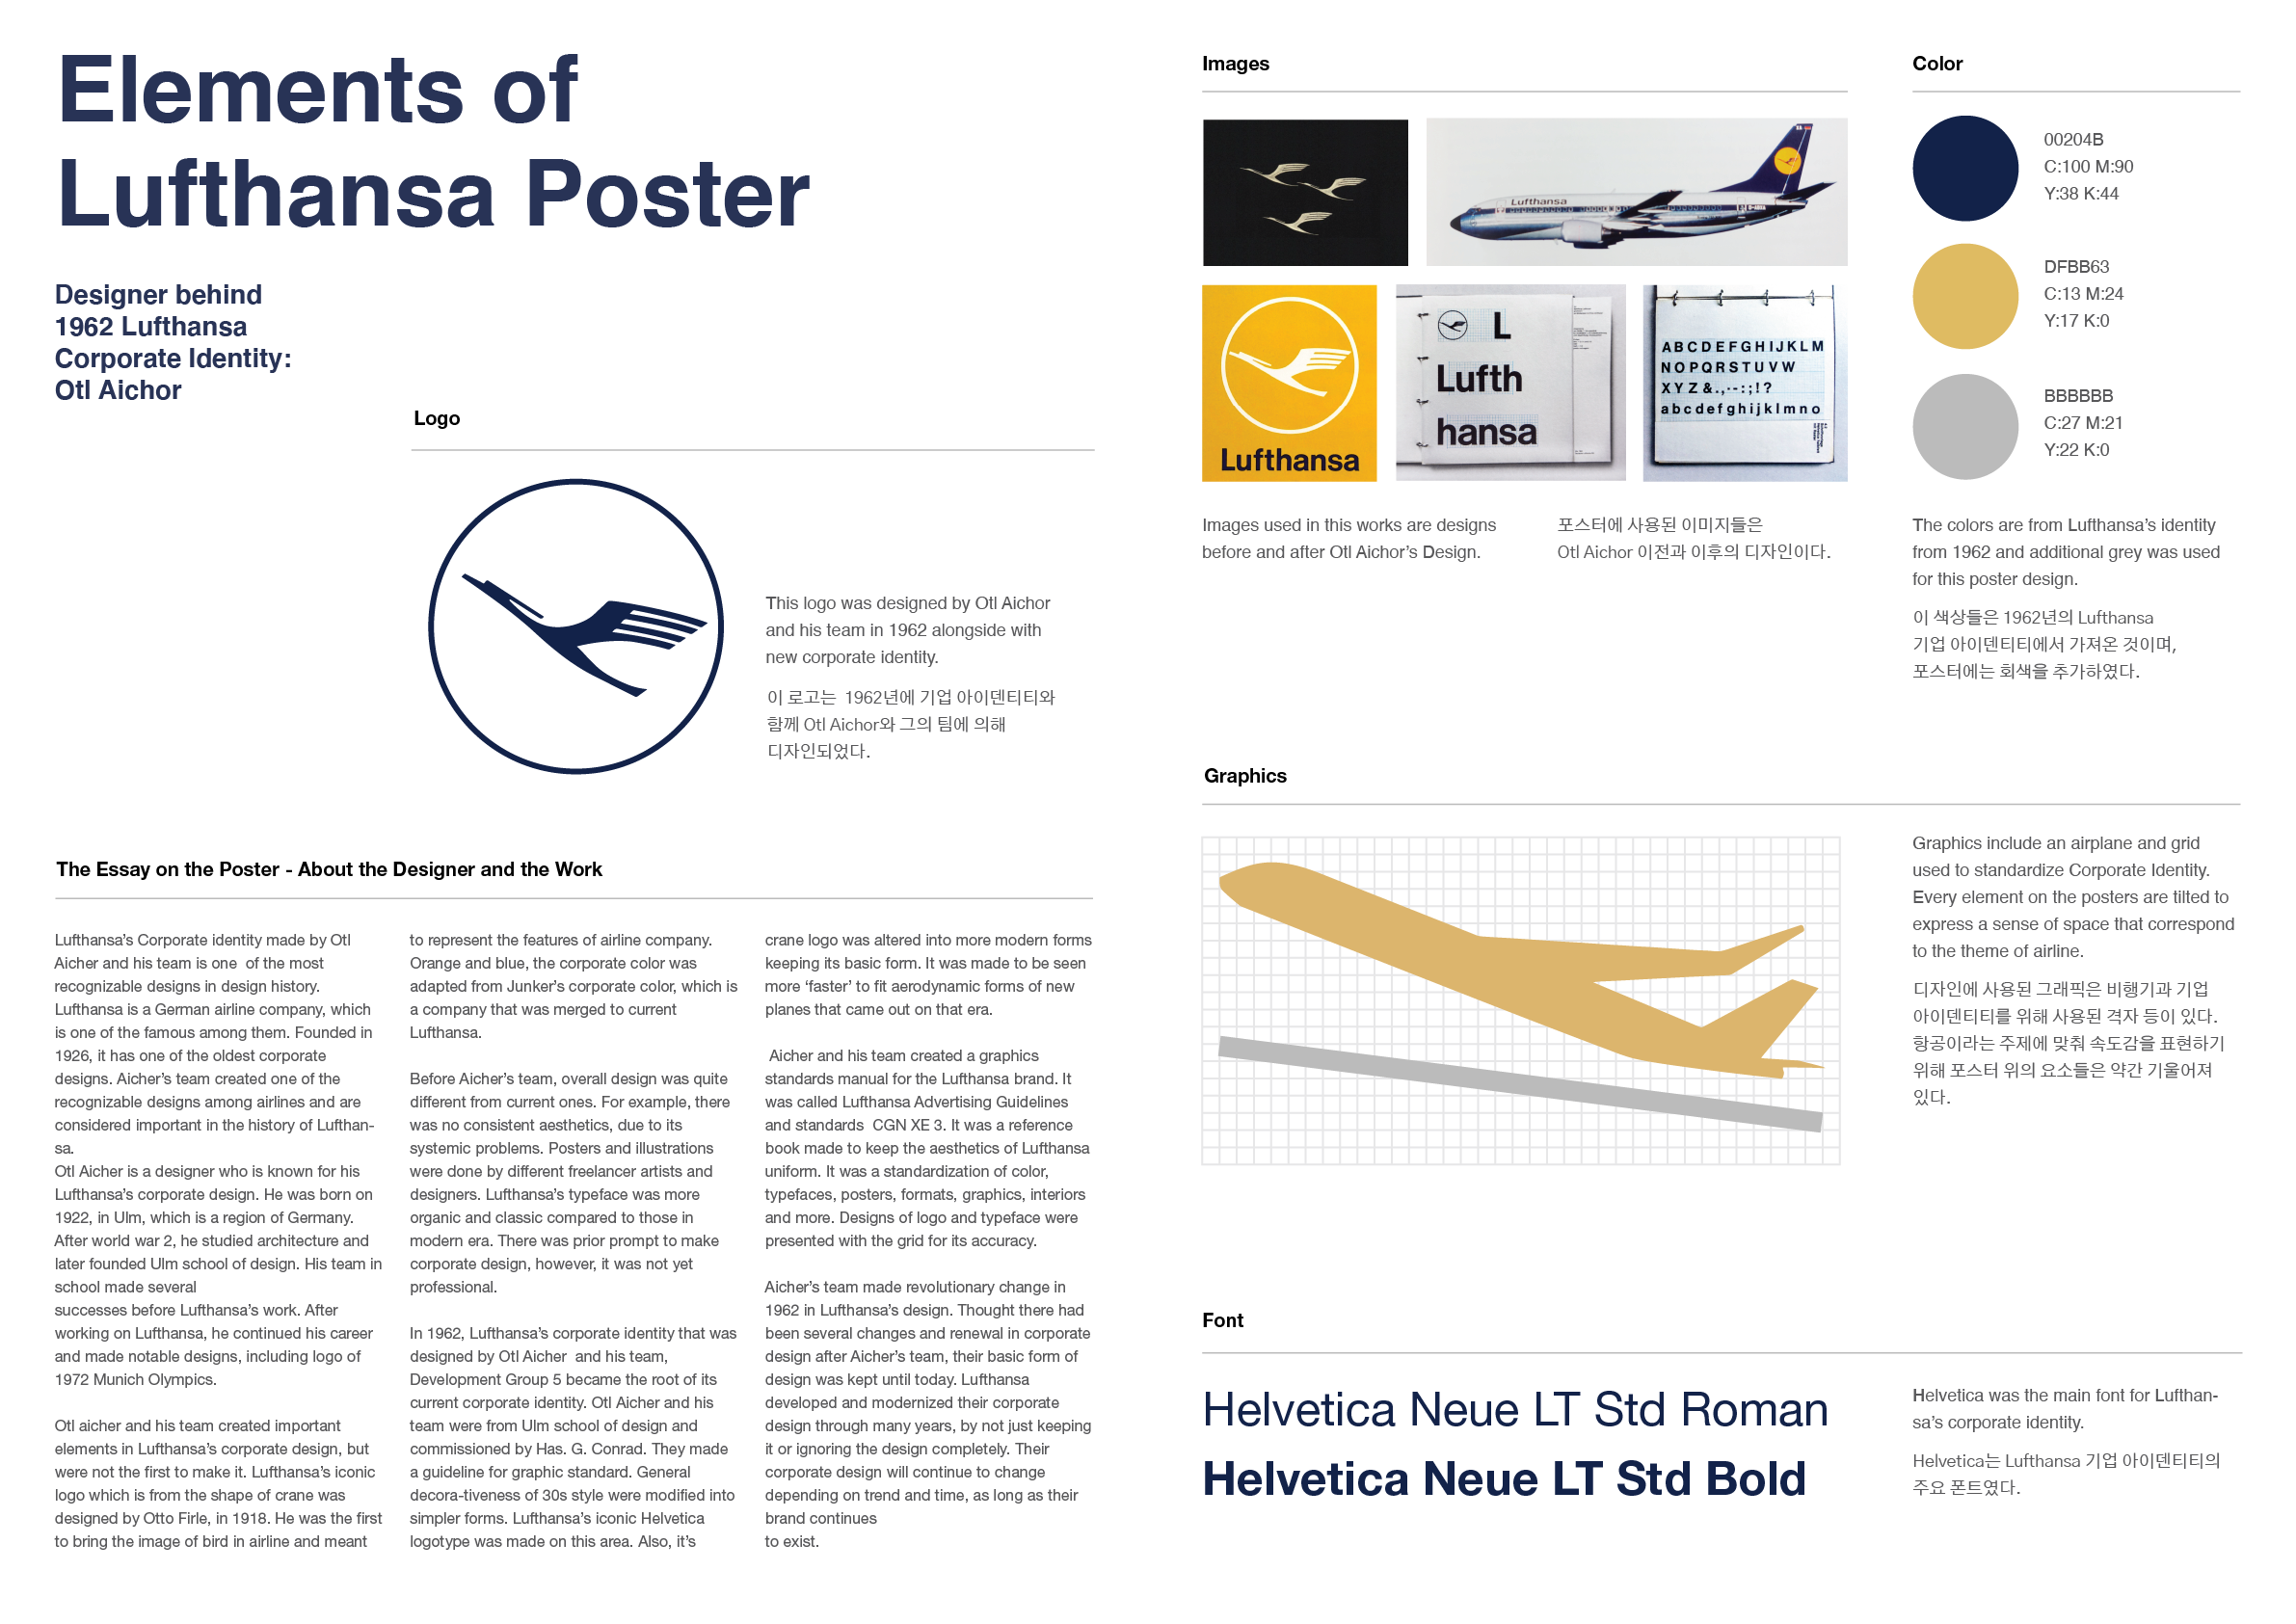 Elements of
Lufthansa Poster
Designer behind
1962 Lufthansa
Corporate Identity:
Otl Aichor
Logo
This logo was designed by Otl Aichor
and his team in 1962 alongside with
new corporate identity.
이 로고는  1962년에 기업 아이덴티티와
함께 Otl Aichor와 그의 팀에 의해
디자인되었다.
The Essay on the Poster - About the Designer and the Work
Lufthansa’s Corporate identity made by Otl
Aicher and his team is one  of the most
recognizable designs in design history.
Lufthansa is a German airline company, which
is one of the famous among them. Founded in
1926, it has one of the oldest corporate
designs. Aicher’s team created one of the
recognizable designs among airlines and are
considered important in the history of Lufthan-
sa.
Otl Aicher is a designer who is known for his
Lufthansa’s corporate design. He was born on
1922, in Ulm, which is a region of Germany.
After world war 2, he studied architecture and
later founded Ulm school of design. His team in
school made several
successes before Lufthansa’s work. After
working on Lufthansa, he continued his career
and made notable designs, including logo of
1972 Munich Olympics.
Otl aicher and his team created important
elements in Lufthansa’s corporate design, but
were not the first to make it. Lufthansa’s iconic
logo which is from the shape of crane was
designed by Otto Firle, in 1918. He was the first
to bring the image of bird in airline and meant
to represent the features of airline company.
Orange and blue, the corporate color was
adapted from Junker’s corporate color, which is
a company that was merged to current
Lufthansa.
Before Aicher’s team, overall design was quite
different from current ones. For example, there
was no consistent aesthetics, due to its
systemic problems. Posters and illustrations
were done by different freelancer artists and
designers. Lufthansa’s typeface was more
organic and classic compared to those in
modern era. There was prior prompt to make
corporate design, however, it was not yet
professional.
In 1962, Lufthansa’s corporate identity that was
designed by Otl Aicher  and his team,
Development Group 5 became the root of its
current corporate identity. Otl Aicher and his
team were from Ulm school of design and
commissioned by Has. G. Conrad. They made
a guideline for graphic standard. General
decora-tiveness of 30s style were modified into
simpler forms. Lufthansa’s iconic Helvetica
logotype was made on this area. Also, it’s
crane logo was altered into more modern forms
keeping its basic form. It was made to be seen
more ‘faster’ to fit aerodynamic forms of new
planes that came out on that era.
Aicher and his team created a graphics
standards manual for the Lufthansa brand. It
was called Lufthansa Advertising Guidelines
and standards  CGN XE 3. It was a reference
book made to keep the aesthetics of Lufthansa
uniform. It was a standardization of color,
typefaces, posters, formats, graphics, interiors
and more. Designs of logo and typeface were
presented with the grid for its accuracy.
Aicher’s team made revolutionary change in
1962 in Lufthansa’s design. Thought there had
been several changes and renewal in corporate
design after Aicher’s team, their basic form of
design was kept until today. Lufthansa
developed and modernized their corporate
design through many years, by not just keeping
it or ignoring the design completely. Their
corporate design will continue to change
depending on trend and time, as long as their
brand continues
to exist.
Images
Lufthansa
Lufthansa
L
Lufth
hansa
ABCDEFGHIJKLM
NOPQRSTUVW
XYZ&.,--:;!?
abcdefghijklmno
Images used in this works are designs
before and after Otl Aichor’s Design.
포스터에 사용된 이미지들은
Otl Aichor 이전과 이후의 디자인이다.
Color
00204B
C:100 M:90
Y:38 K:44
DFBB63
C:13 M:24
Y:17 K:0
BBBBBB
C:27 M:21
Y:22 K:0
The colors are from Lufthansa’s identity
from 1962 and additional grey was used
for this poster design.
이 색상들은 1962년의 Lufthansa
기업 아이덴티티에서 가져온 것이며,
포스터에는 회색을 추가하였다.
Graphics
Graphics include an airplane and grid
used to standardize Corporate Identity.
Every element on the posters are tilted to
express a sense of space that correspond
to the theme of airline.
디자인에 사용된 그래픽은 비행기과 기업
아이덴티티를 위해 사용된 격자 등이 있다.
항공이라는 주제에 맞춰 속도감을 표현하기
위해 포스터 위의 요소들은 약간 기울어져
있다.
Font
Helvetica Neue LT Std Roman
Helvetica Neue LT Std Bold
Helvetica was the main font for Lufthan-
sa’s corporate identity.
Helvetica는 Lufthansa 기업 아이덴티티의
주요 폰트였다.